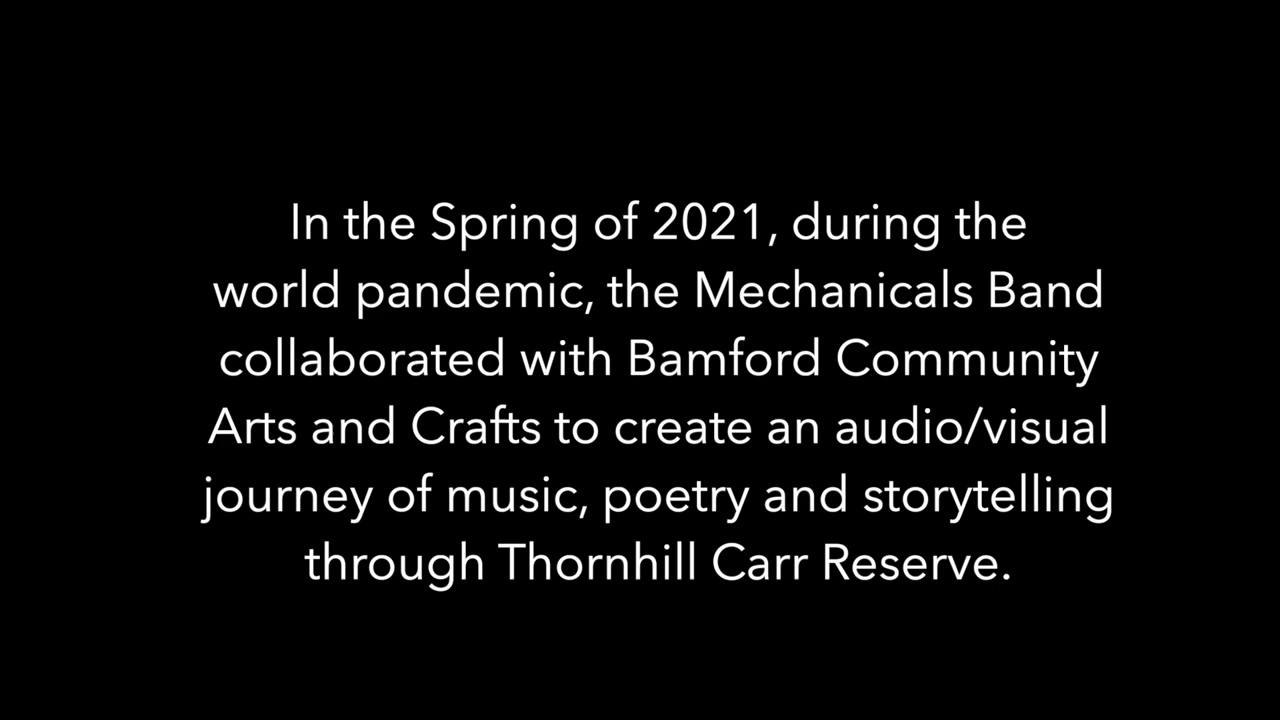 In the Spring of 2021, during the
world pandemic, the Mechanicals Band
collaborated with Bamford Community
Arts and Crafts to create an audio/visual
journey of music, poetry and storytelling
through Thornhill Carr Reserve.